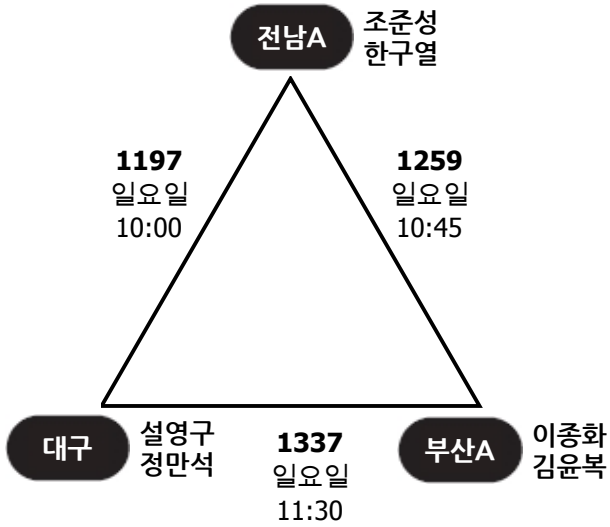 전남A
조준성
한구열
1197
일요일
10:00
1259
일요일
10:45
대구
설영구
정만석
1337
일요일
11:30
부산A
이종화
김윤복